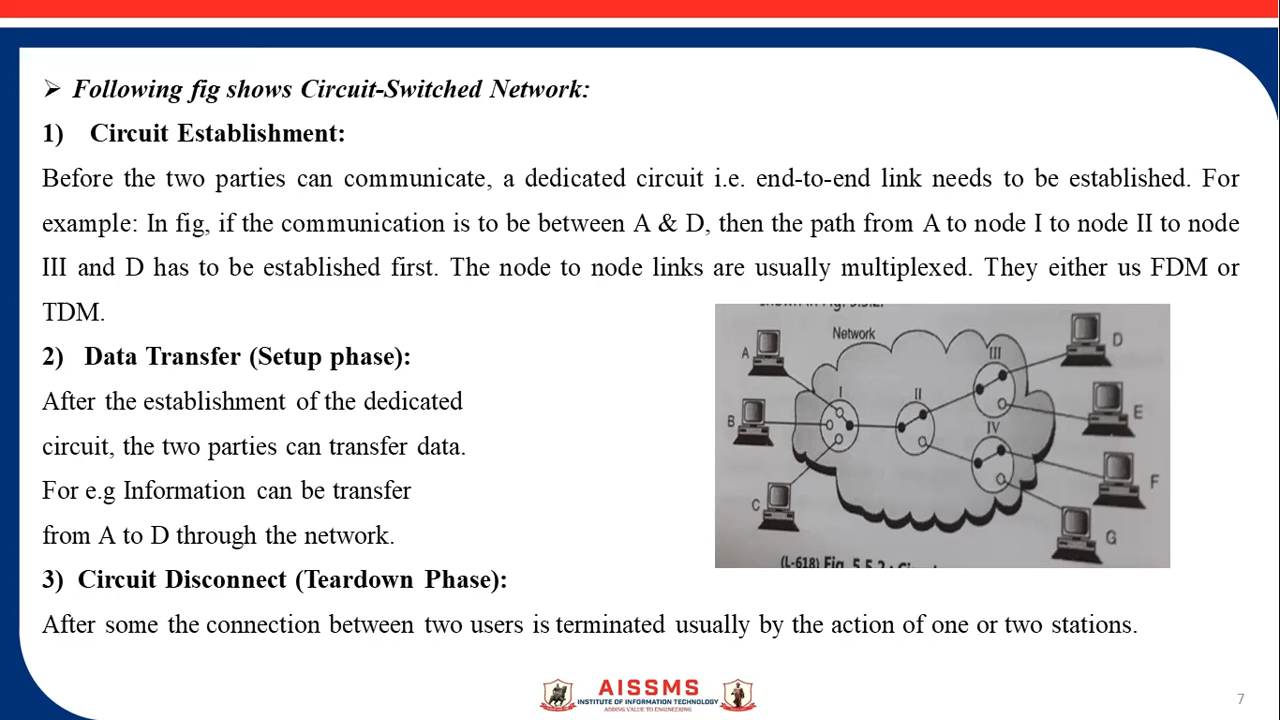 ➢ Following fig shows Circuit-Switched Network:
1) Circuit Establishment:
Before the two parties can communicate, a dedicated circuit i.e. end-to-end link needs to be established. For
example: In fig, if the communication is to be between A & D, then the path from A to node I to node II to node
III and D has to be established first. The node to node links are usually multiplexed. They either us FDM or
TDM.
2) Data Transfer (Setup phase):
After the establishment of the dedicated
circuit, the two parties can transfer data.
For e.g Information can be transfer
from A to D through the network.
3) Circuit Disconnect (Teardown Phase):
After some the connection between two users is terminated usually by the action of one or two stations.
Network
A
B
C
I
II
III
IV
D
E
F
G
(L-618) Fig. 5.5.2 :
AISSMS
INSTITUTE OF INFORMATION TECHNOLOGY
ADDING VALUE TO ENGINEERING
7